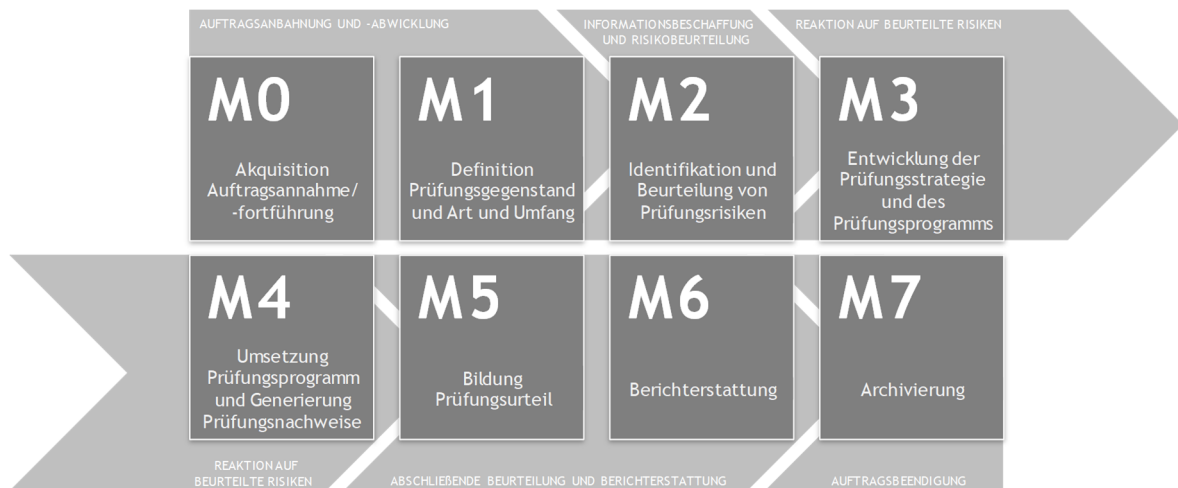 AUFTRAGSANBAHNUNG UND -ABWICKLUNG
INFORMATIONSBESCHAFFUNG
UND RISIKOBEURTEILUNG
REAKTION AUF BEURTEILTE RISIKEN
M0
Akquisition
Auftragsannahme/
-fortführung
M1
Definition
Prüfungsgegenstand
und Art und Umfang
M2
Identifikation und
Beurteilung von
Prüfungsrisiken
M3
Entwicklung der
Prüfungsstrategie
und des
Prüfungsprogramms
M4
Umsetzung
Prüfungsprogramm
und Generierung
Prüfungsnachweise
M5
Bildung
Prüfungsurteil
M6
Berichterstattung
M7
Archivierung
REAKTION AUF
BEURTEILTE RISIKEN
ABSCHLIEßENDE BEURTEILUNG UND BERICHTERSTATTUNG
AUFTRAGSBEENDIGUNG